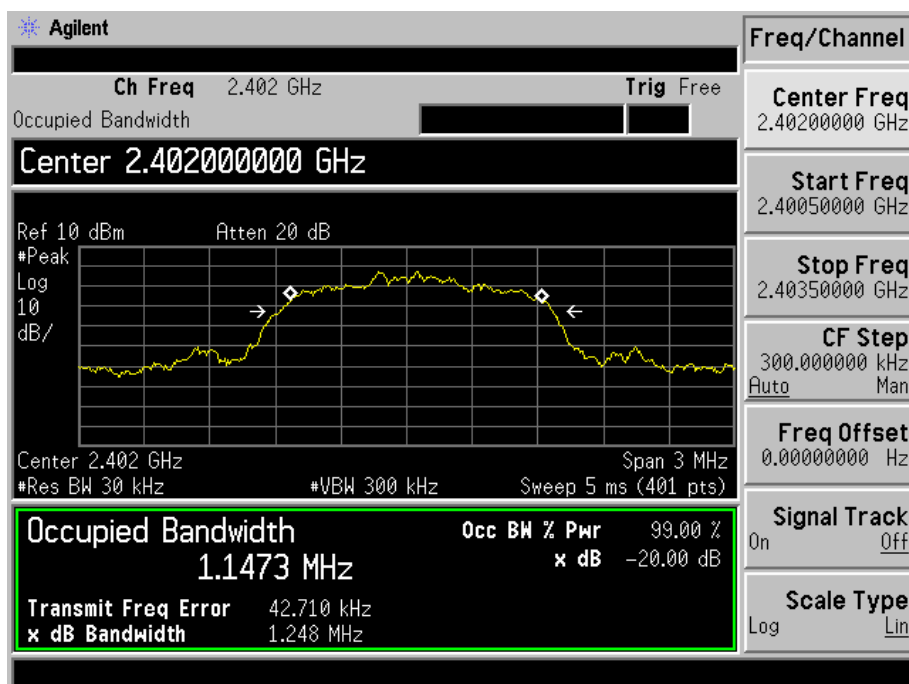 Agilent
Freq/Channel
Ch Freq 2.402 GHz Trig Free
Occupied Bandwidth
Center 2.402000000 GHz
Ref 10 dBm Atten 20 dB
#Peak
Log
10
dB/
Center 2.402 GHz Span 3 MHz
#Res BW 30 kHz #VBW 300 kHz Sweep 5 ms (401 pts)
Occupied Bandwidth Occ BW % Pwr 99.00 %
1.1473 MHz x dB -20.00 dB
Transmit Freq Error 42.710 kHz
x dB Bandwidth 1.248 MHz
Center Freq
2.40200000 GHz
Start Freq
2.40050000 GHz
Stop Freq
2.40350000 GHz
CF Step
300.000000 kHz
Auto Man
Freq Offset
0.00000000 Hz
Signal Track
On Off
Scale Type
Log Lin